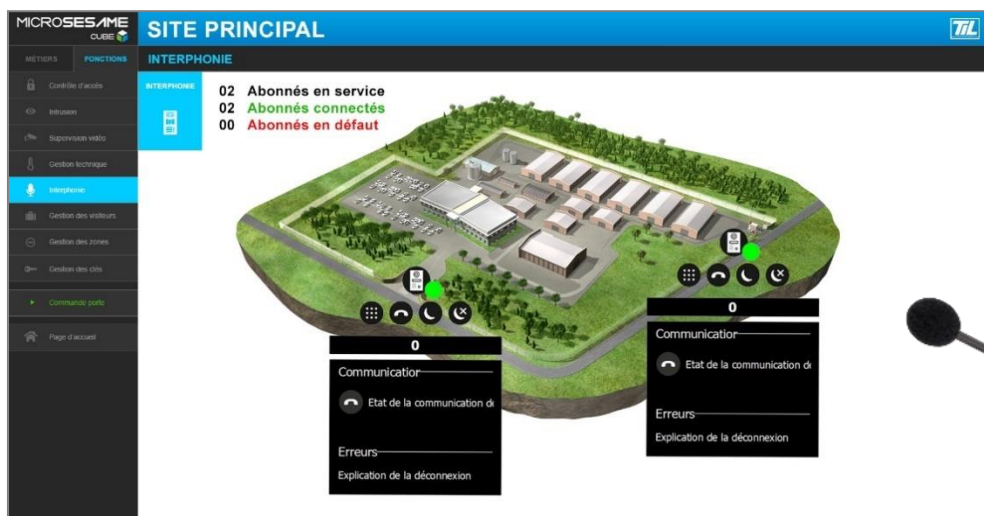 MICROSESAME
CUBE
SITE PRINCIPAL
TIL
MÉTIERS
FONCTIONS
INTERPHONIE
Contrôle d'accès
Intrusion
Supervision vidéo
Gestion technique
Interphonie
Gestion des visiteurs
Gestion des zones
Gestion des clés
Commande porte
Page d'accueil
INTERPHONIE
02 Abonnés en service
02 Abonnés connectés
00 Abonnés en défaut
0
Communicatior
Etat de la communication de
Erreurs
Explication de la déconnexion
0
Communicatior
Etat de la communication de
Erreurs
Explication de la déconnexion